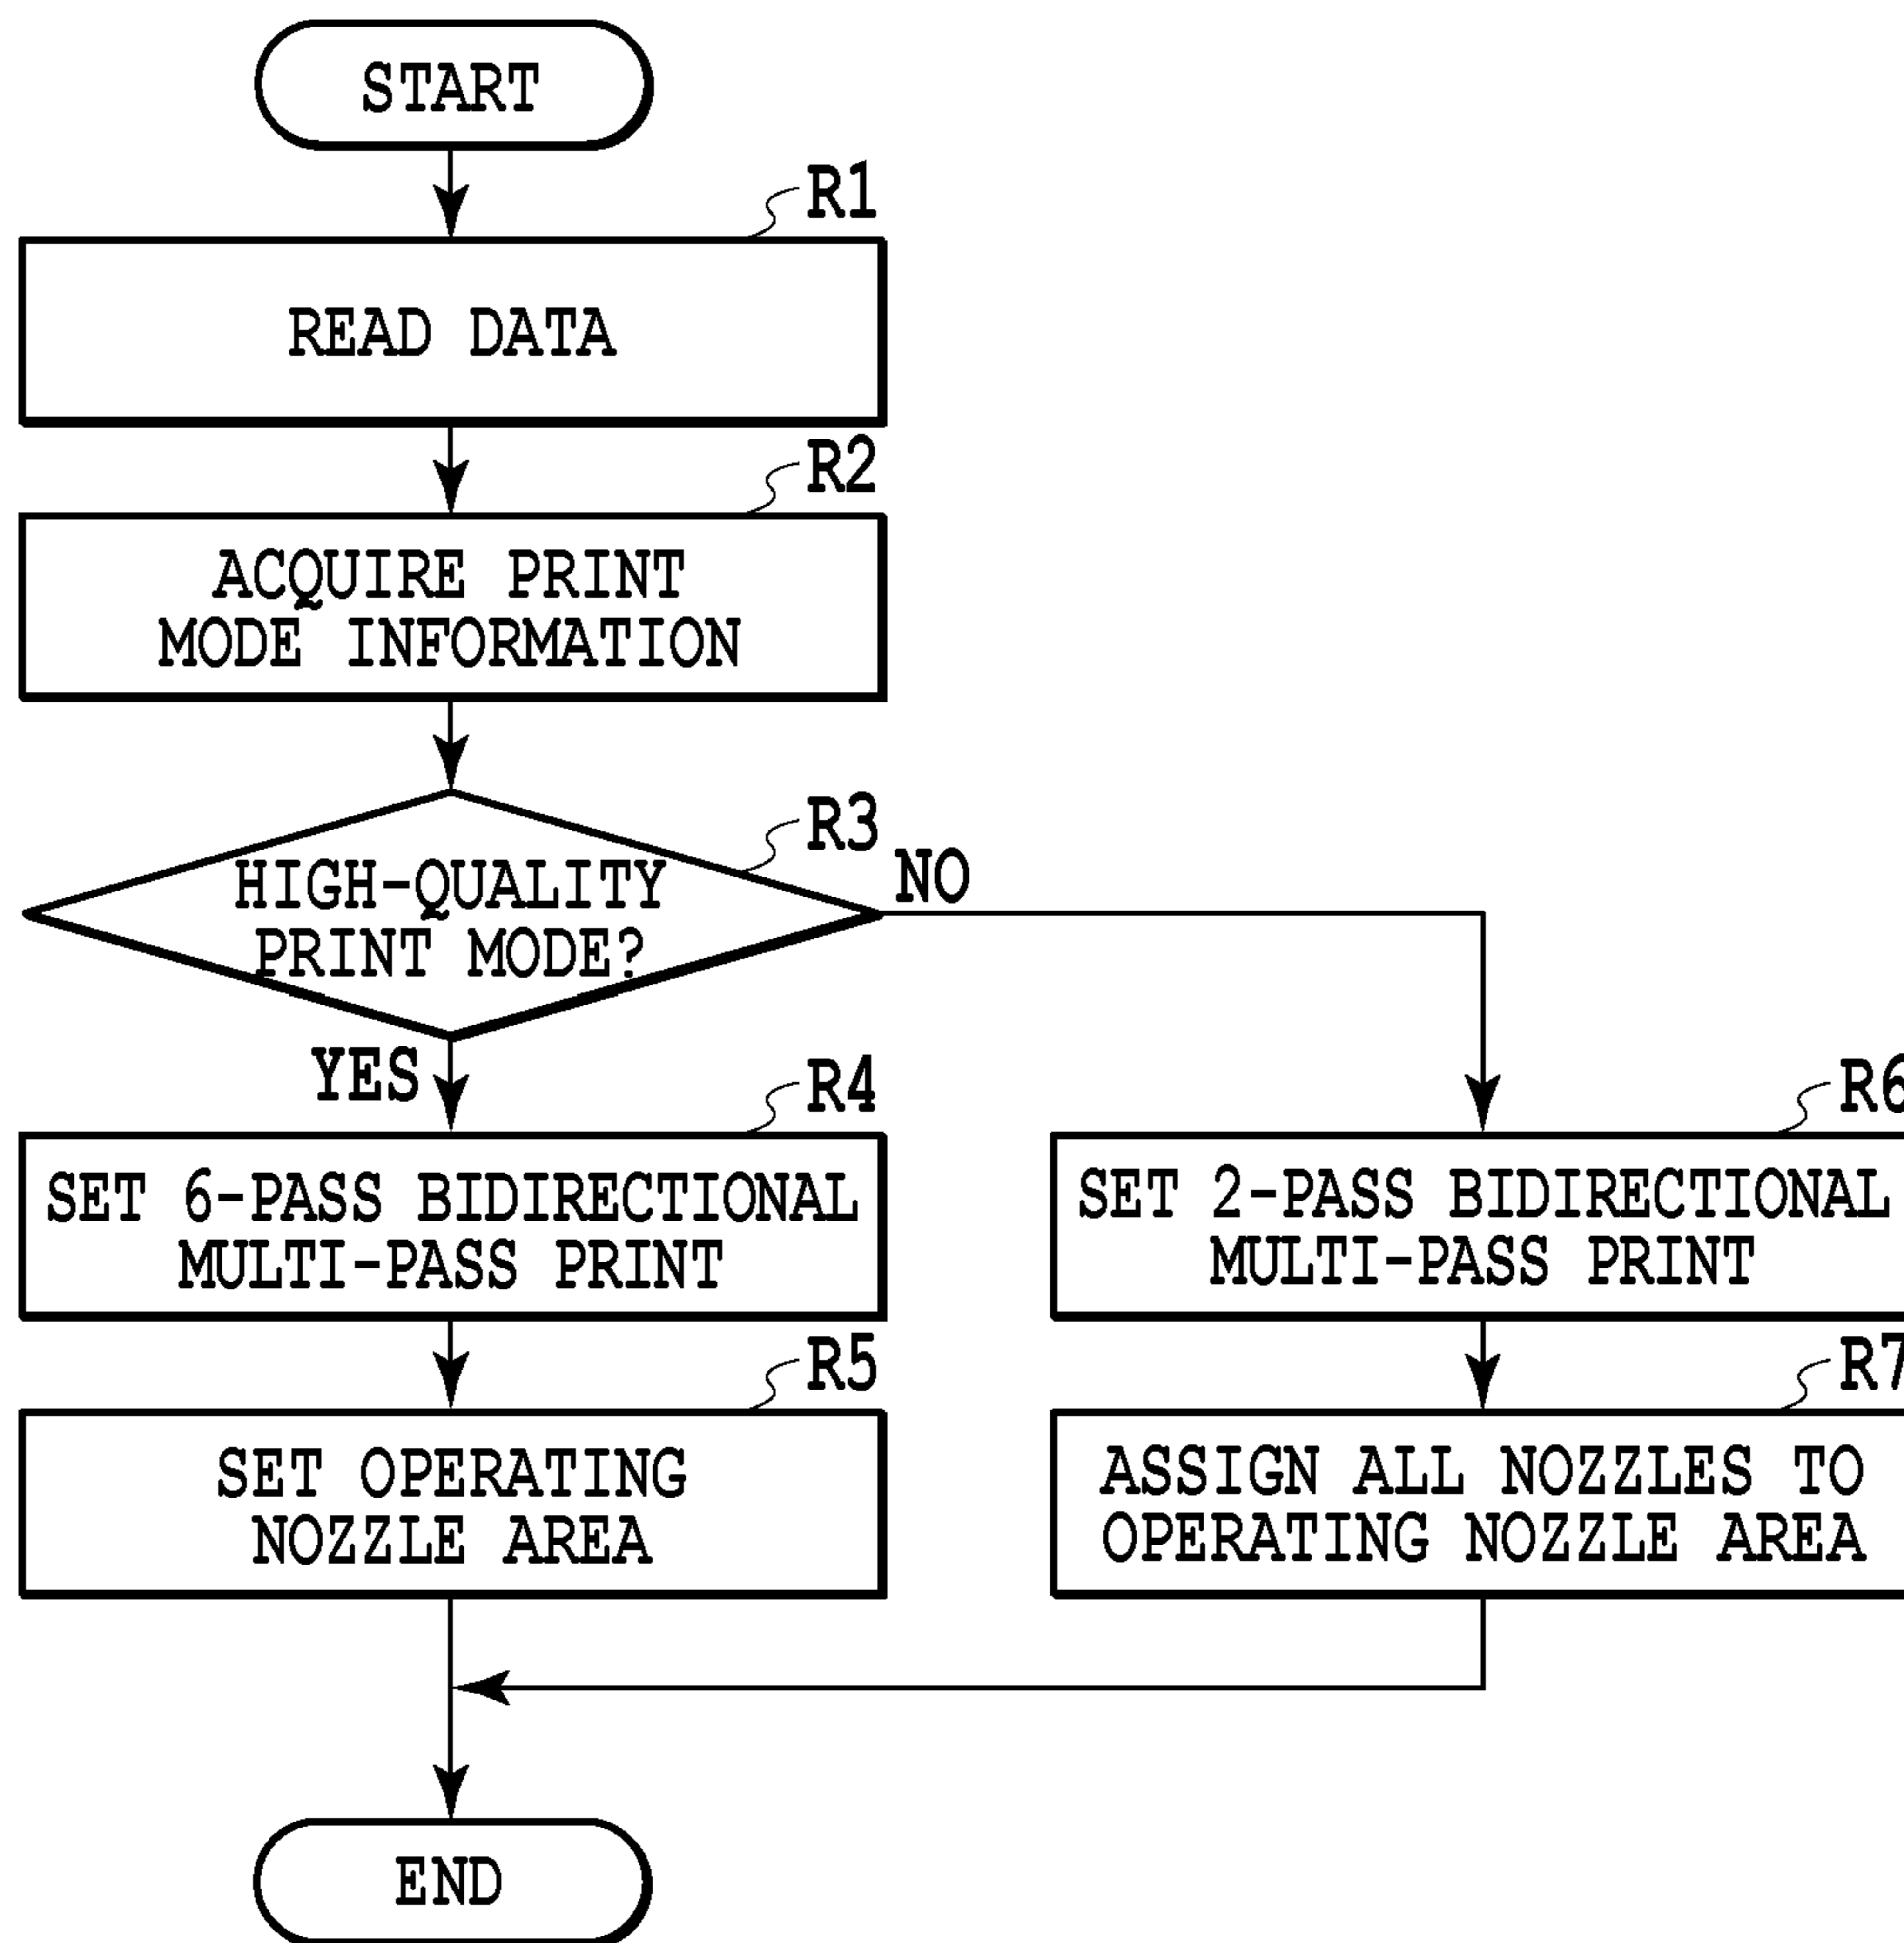 START
R1
READ DATA
R2
ACQUIRE PRINT
MODE INFORMATION
R3
HIGH-QUALITY
PRINT MODE?
NO
YES
R4
SET 6-PASS BIDIRECTIONAL
MULTI-PASS PRINT
R6
SET 2-PASS BIDIRECTIONAL
MULTI-PASS PRINT
R5
SET OPERATING
NOZZLE AREA
R7
ASSIGN ALL NOZZLES TO
OPERATING NOZZLE AREA
END